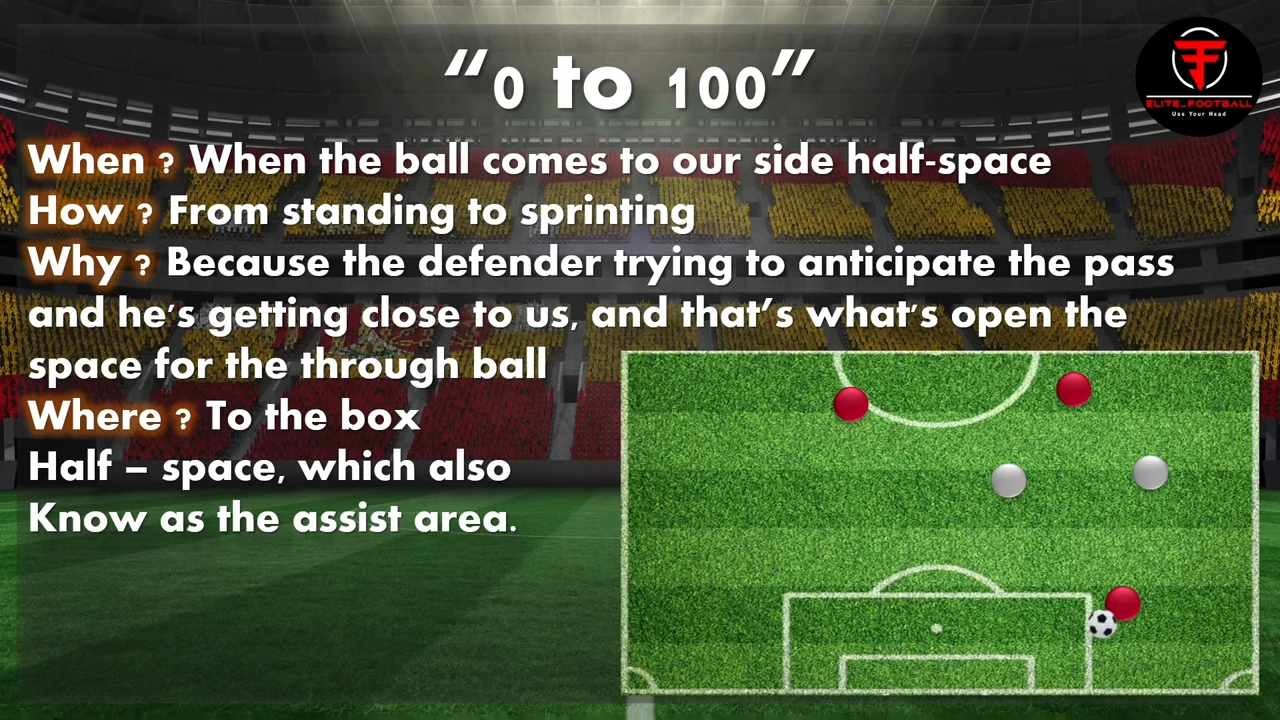 “0 to 100”
ELITE_FOOTBALL
Use Your Head
When ? When the ball comes to our side half-space
How ? From standing to sprinting
Why ? Because the defender trying to anticipate the pass
and he's getting close to us, and that’s what's open the
space for the through ball
Where ? To the box
Half – space, which also
Know as the assist area.